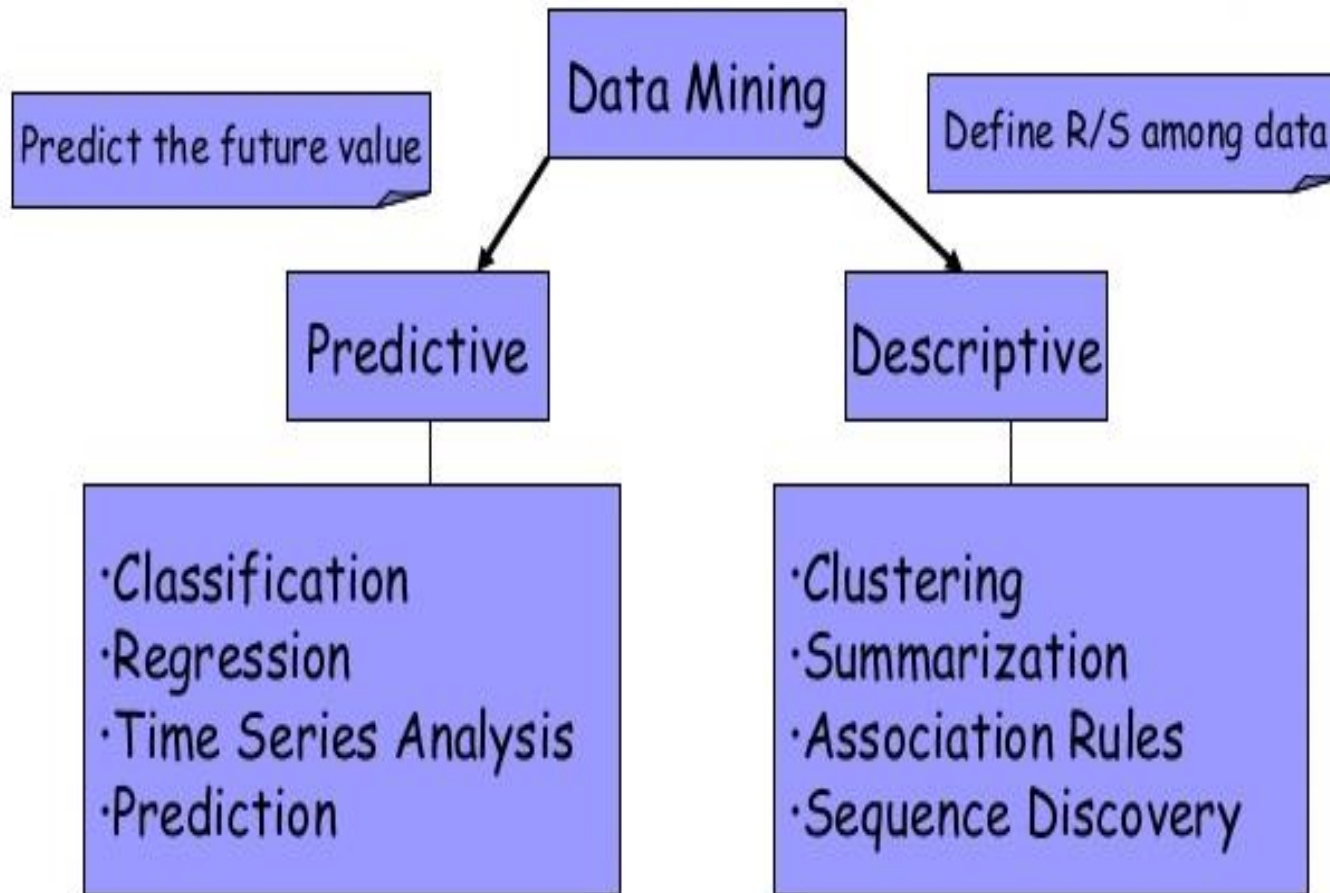 Data Mining
Predict the future value
Define R/S among data
Predictive
Descriptive
·Classification
·Regression
·Time Series Analysis
·Prediction
·Clustering
·Summarization
·Association Rules
·Sequence Discovery